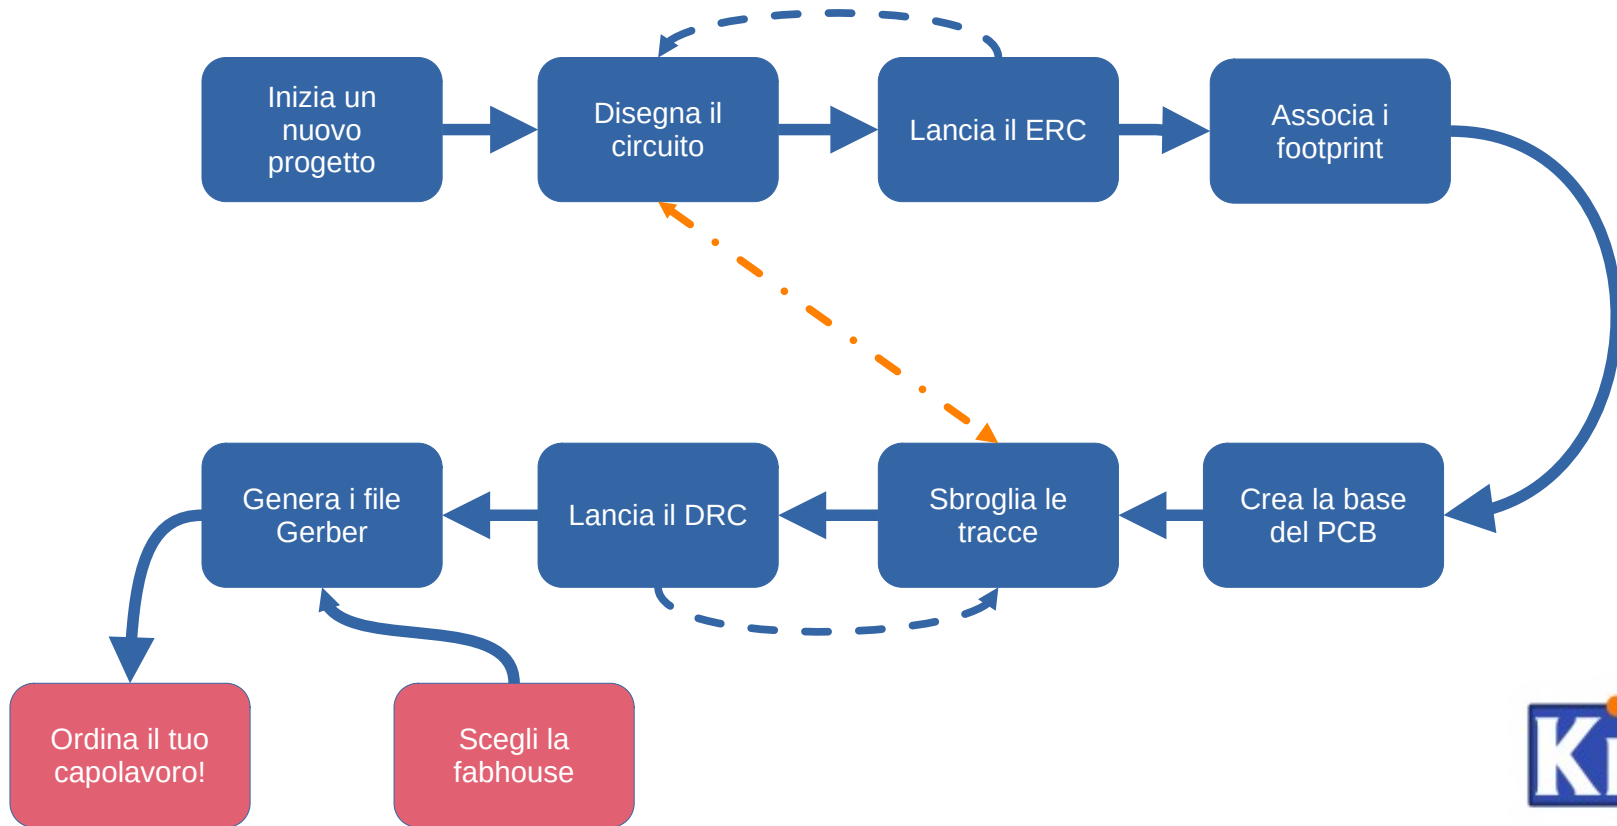 Inizia un
nuovo
progetto
Disegna il
circuito
Lancia il ERC
Associa i
footprint
Genera i file
Gerber
Lancia il DRC
Sbroglia le
tracce
Crea la base
del PCB
Ordina il tuo
capolavoro!
Scegli la
fabhouse
Ki